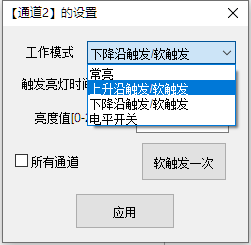 【通道2】的设置
工作模式
下降沿触发/软触发
常亮
上升沿触发/软触发
触发亮灯时间
下降沿触发/软触发
亮度值[0-
电平开关
所有通道
软触发一次
应用